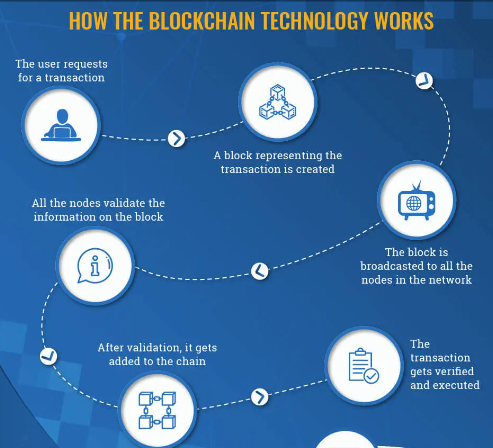 HOW THE BLOCKCHAIN TECHNOLOGY WORKS
The user requests
for a transaction
A block representing the
transaction is created
The block is
broadcasted to all the
nodes in the network
All the nodes validate the
information on the block
After validation, it gets
added to the chain
The
transaction
gets verified
and executed